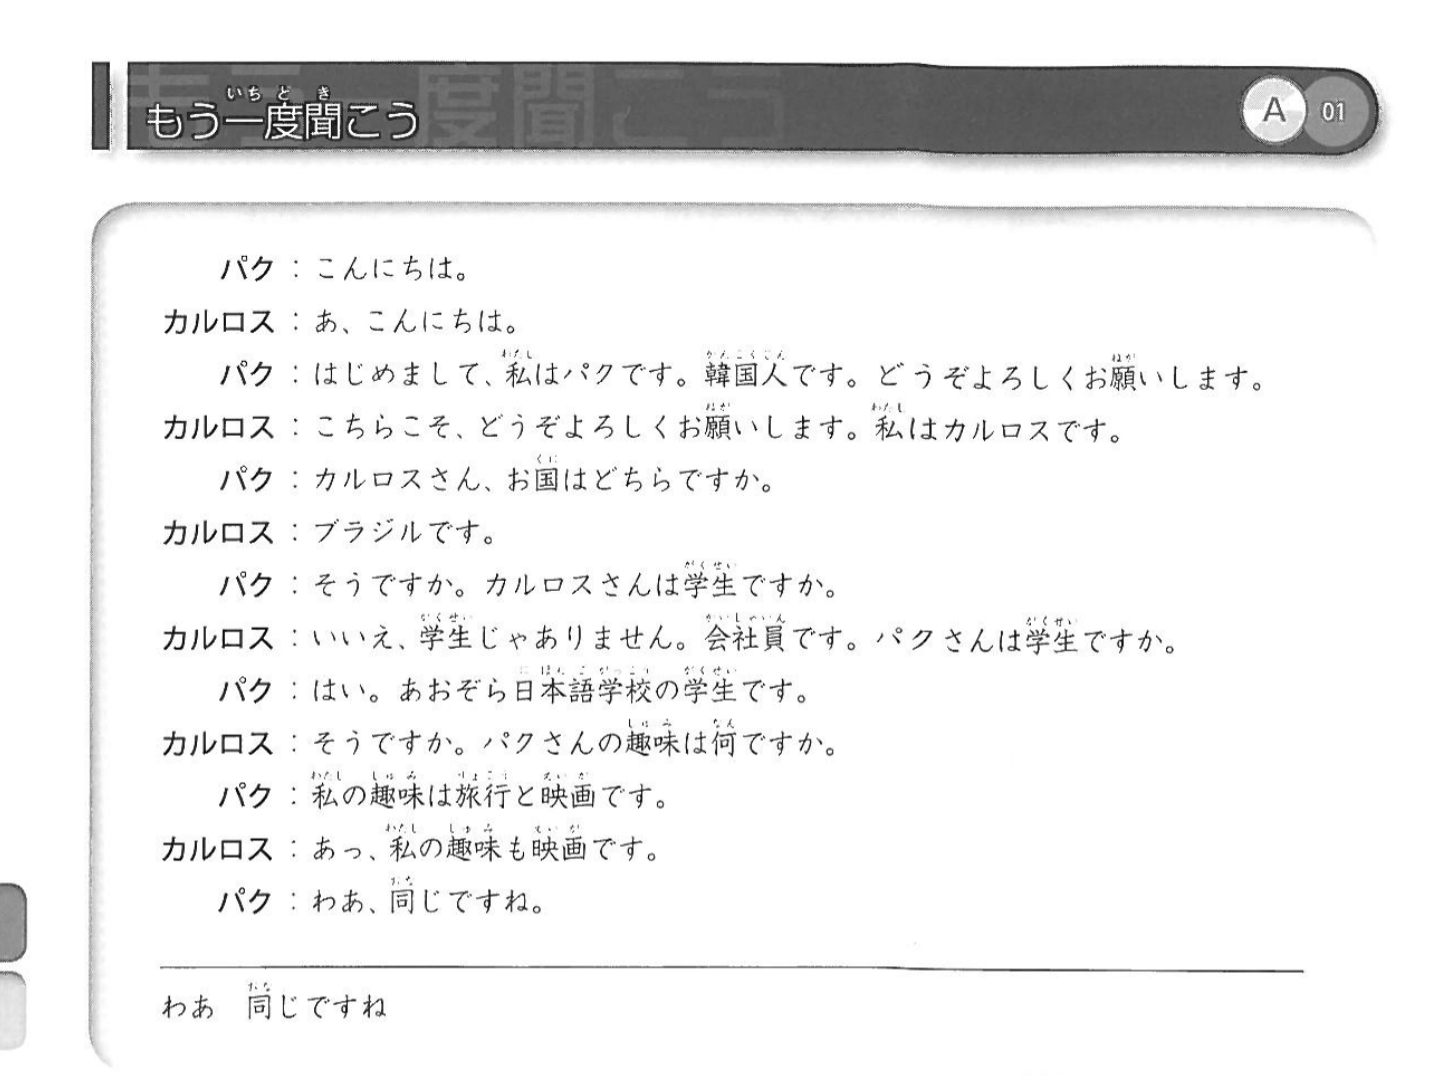 もう一度聞こう
A 01
パク：こんにちは。
カルロス：あ、こんにちは。
パク：はじめまして、私はパクです。韓国人です。どうぞよろしくお願いします。
カルロス：こちらこそ、どうぞよろしくお願いします。私はカルロスです。
パク：カルロスさん、お国はどちらですか。
カルロス：ブラジルです。
パク：そうですか。カルロスさんは学生ですか。
カルロス：いいえ、学生じゃありません。会社員です。パクさんは学生ですか。
パク：はい。あおぞら日本語学校の学生です。
カルロス：そうですか。パクさんの趣味は何ですか。
パク：私の趣味は旅行と映画です。
カルロス：あっ、私の趣味も映画です。
パク：わあ、同じですね。
わあ　同じですね